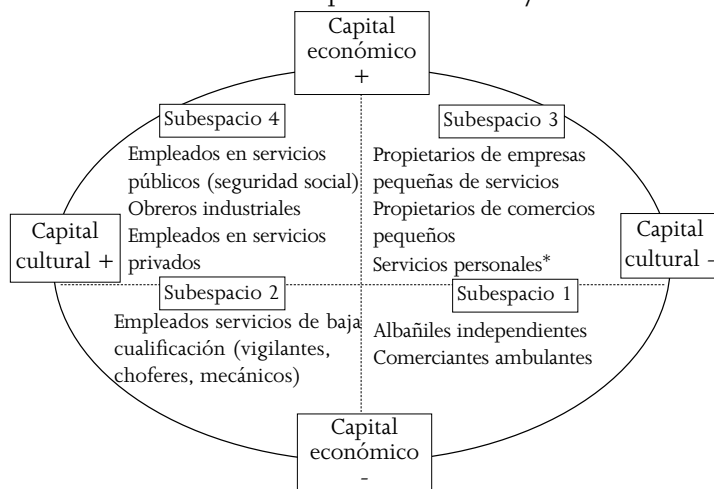 Capital
económico
+
Subespacio 4
Empleados en servicios
públicos (seguridad social)
Obreros industriales
Empleados en servicios
privados
Subespacio 3
Propietarios de empresas
pequeñas de servicios
Propietarios de comercios
pequeños
Servicios personales*
Capital
cultural +
Capital
cultural -
Subespacio 2
Empleados servicios de baja
cualificación (vigilantes,
choferes, mecánicos)
Subespacio 1
Albañiles independientes
Comerciantes ambulantes
Capital
económico
-